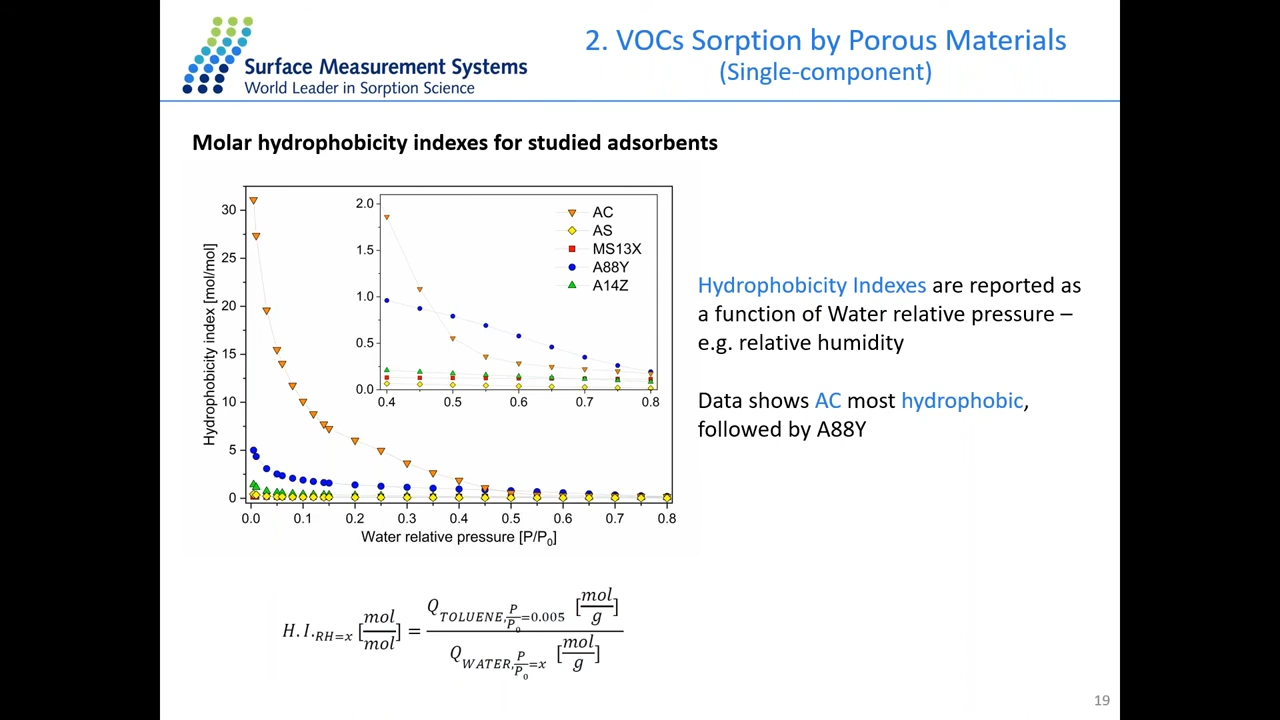 Surface Measurement Systems
World Leader in Sorption Science
2. VOCs Sorption by Porous Materials
(Single-component)
Molar hydrophobicity indexes for studied adsorbents
Hydrophobicity index [mol/mol]
30
25
20
15
10
5
0
0.0 0.1 0.2 0.3 0.4 0.5 0.6 0.7 0.8
Water relative pressure [P/P0]
2.0
1.5
1.0
0.5
0.0
0.4 0.5 0.6 0.7 0.8
AC
AS
MS13X
A88Y
A14Z
Hydrophobicity Indexes are reported as
a function of Water relative pressure –
e.g. relative humidity
Data shows AC most hydrophobic,
followed by A88Y
H.I.RH=x [mol/mol] = QTOLUENE,P/P0=0.005 [mol/g] / QWATER,P/P0=x [mol/g]
19